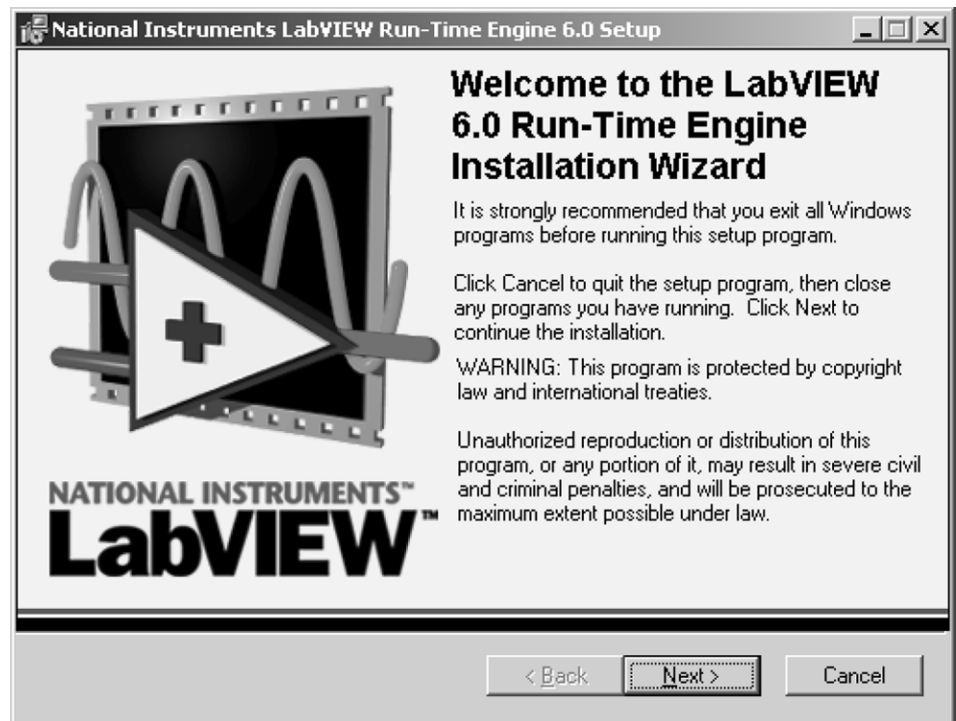 National Instruments LabVIEW Run-Time Engine 6.0 Setup
Welcome to the LabVIEW
6.0 Run-Time Engine
Installation Wizard
It is strongly recommended that you exit all Windows
programs before running this setup program.
Click Cancel to quit the setup program, then close
any programs you have running. Click Next to
continue the installation.
WARNING: This program is protected by copyright
law and international treaties.
Unauthorized reproduction or distribution of this
program, or any portion of it, may result in severe civil
and criminal penalties, and will be prosecuted to the
maximum extent possible under law.
NATIONAL INSTRUMENTS™
LabVIEW™
< Back
Next >
Cancel